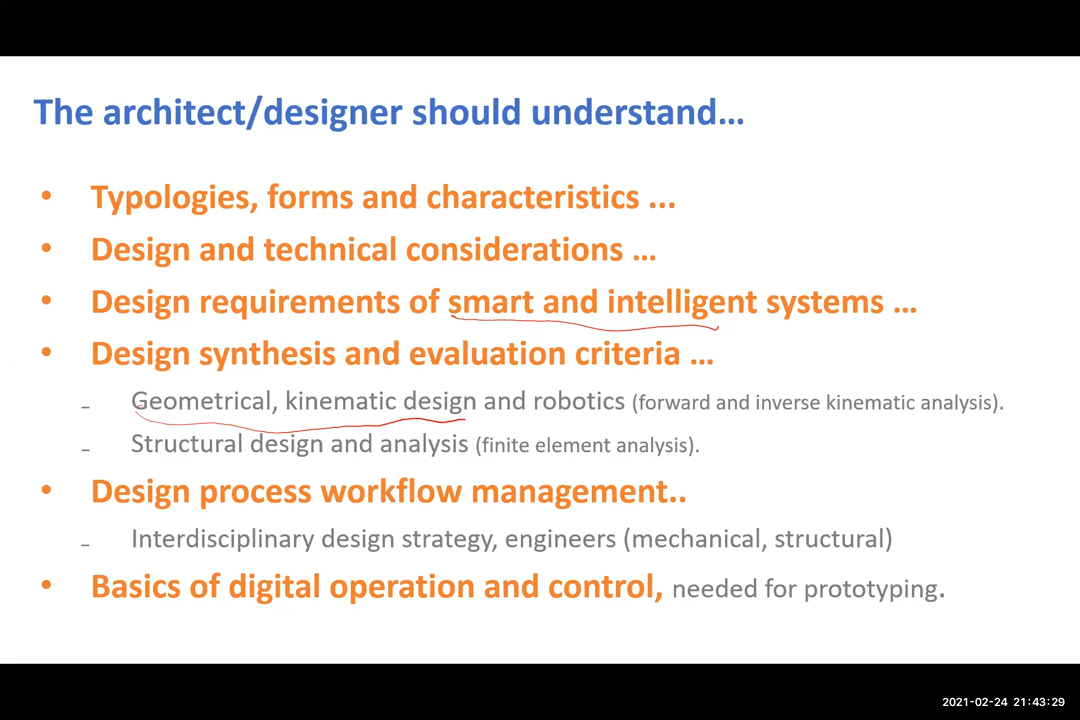 The architect/designer should understand…
• Typologies, forms and characteristics ...
• Design and technical considerations …
• Design requirements of smart and intelligent systems …
• Design synthesis and evaluation criteria …
– Geometrical, kinematic design and robotics (forward and inverse kinematic analysis).
– Structural design and analysis (finite element analysis).
• Design process workflow management..
– Interdisciplinary design strategy, engineers (mechanical, structural)
• Basics of digital operation and control, needed for prototyping.
2021-02-24 21:43:29